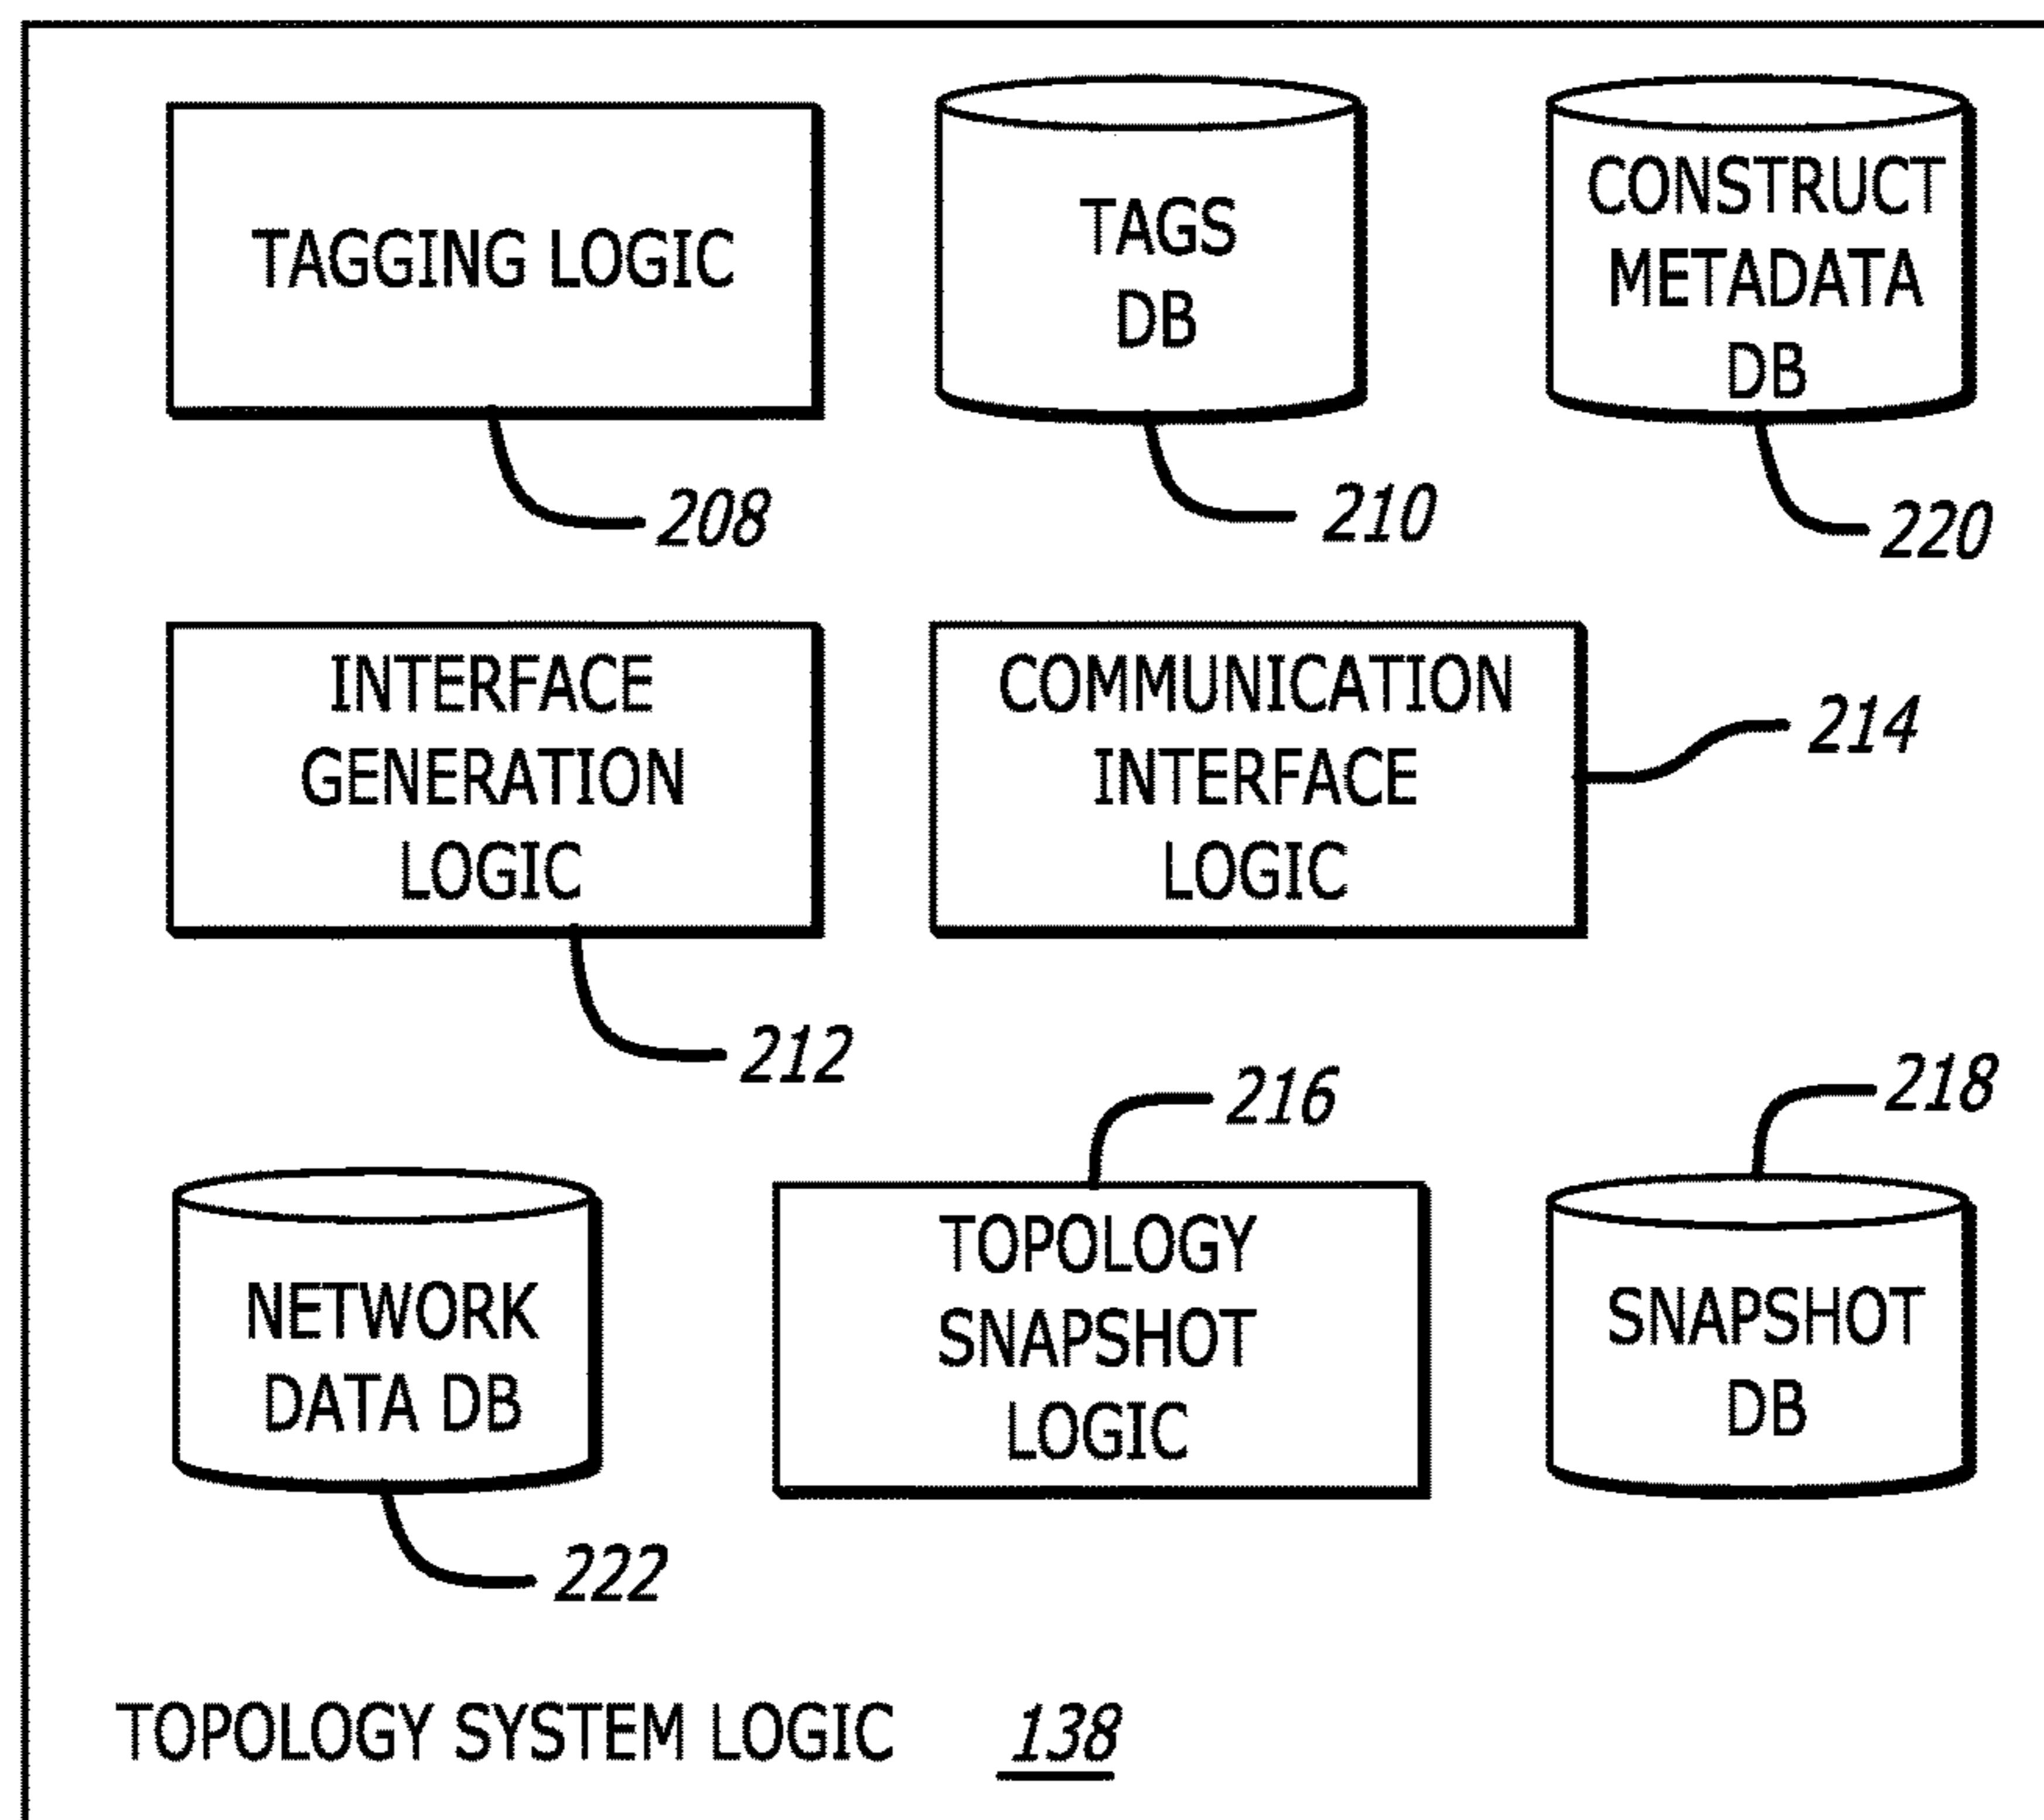 TAGGING LOGIC
208
TAGS
DB
210
CONSTRUCT
METADATA
DB
220
INTERFACE
GENERATION
LOGIC
212
COMMUNICATION
INTERFACE
LOGIC
214
NETWORK
DATA DB
222
216
TOPOLOGY
SNAPSHOT
LOGIC
218
SNAPSHOT
DB
TOPOLOGY SYSTEM LOGIC 138